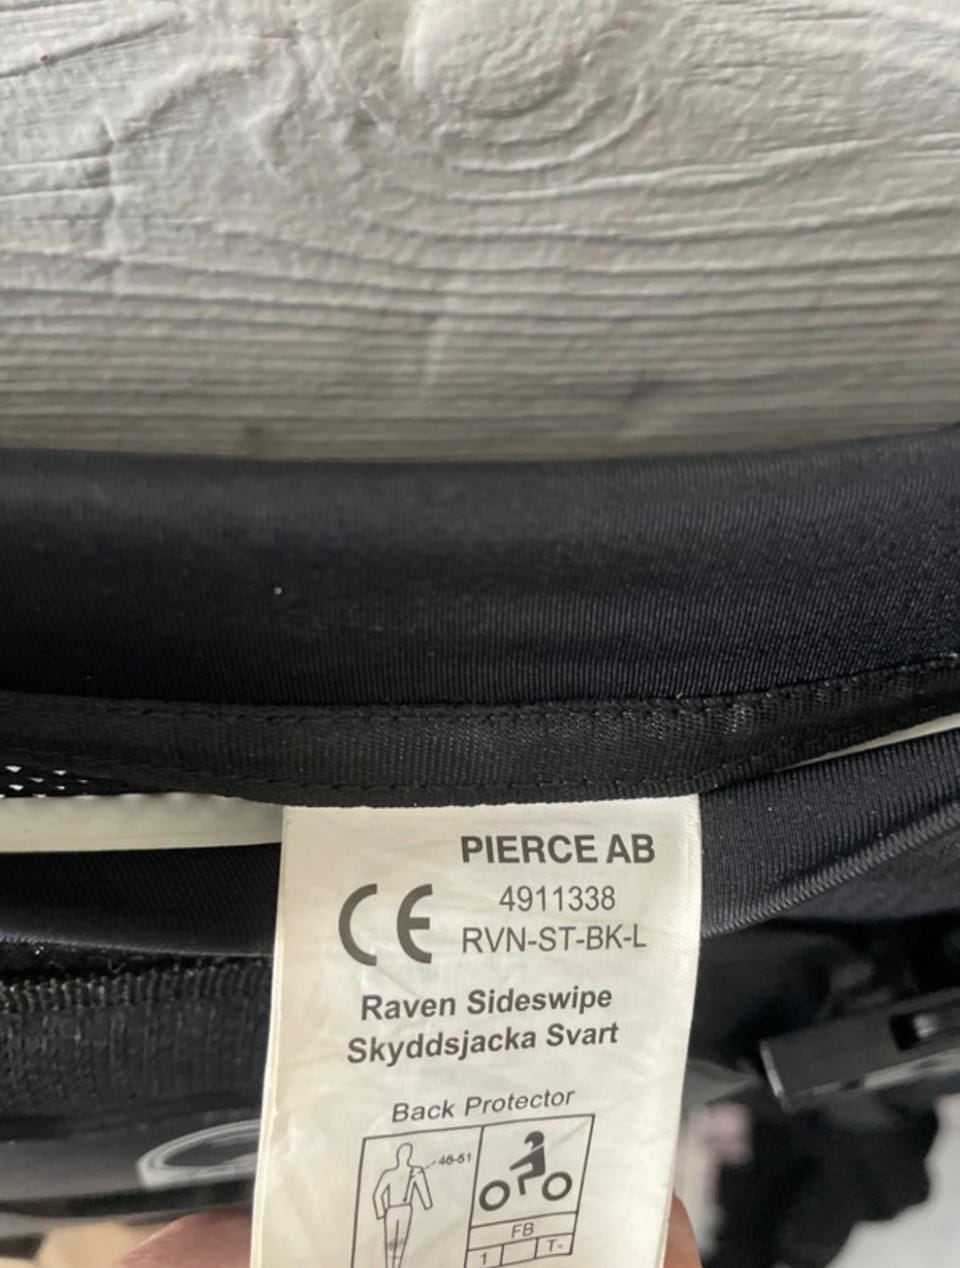 PIERCE AB
CE
4911338
RVN-ST-BK-L
Raven Sideswipe
Skyddsjacka Svart
Back Protector
46-51
FB
1 T-